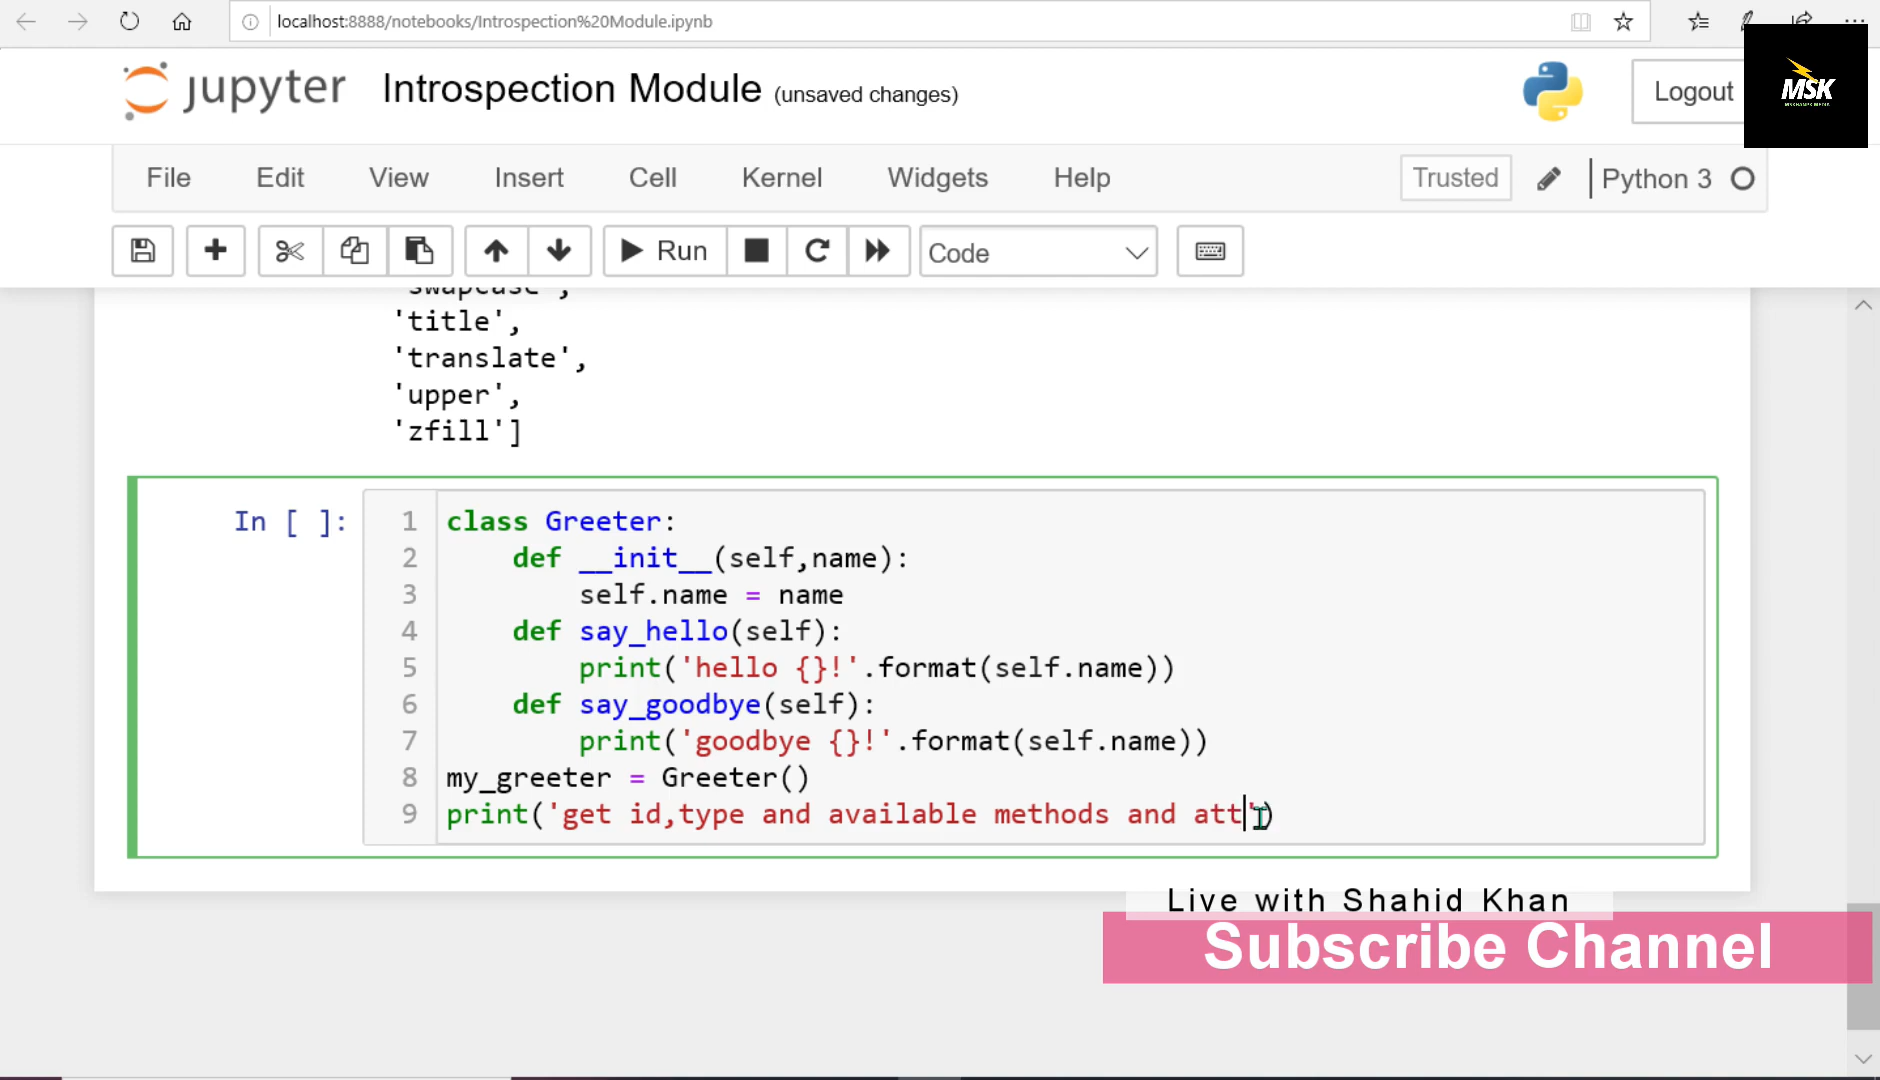 localhost:8888/notebooks/Introspection%20Module.ipynb
jupyter Introspection Module (unsaved changes)
Logout
MSK
File Edit View Insert Cell Kernel Widgets Help Trusted Python 3
Run Code
'swapcase',
'title',
'translate',
'upper',
'zfill']
In [ ]:
1 class Greeter:
2     def __init__(self,name):
3         self.name = name
4     def say_hello(self):
5         print('hello {}!'.format(self.name))
6     def say_goodbye(self):
7         print('goodbye {}!'.format(self.name))
8 my_greeter = Greeter()
9 print('get id,type and available methods and att')
Live with Shahid Khan
Subscribe Channel